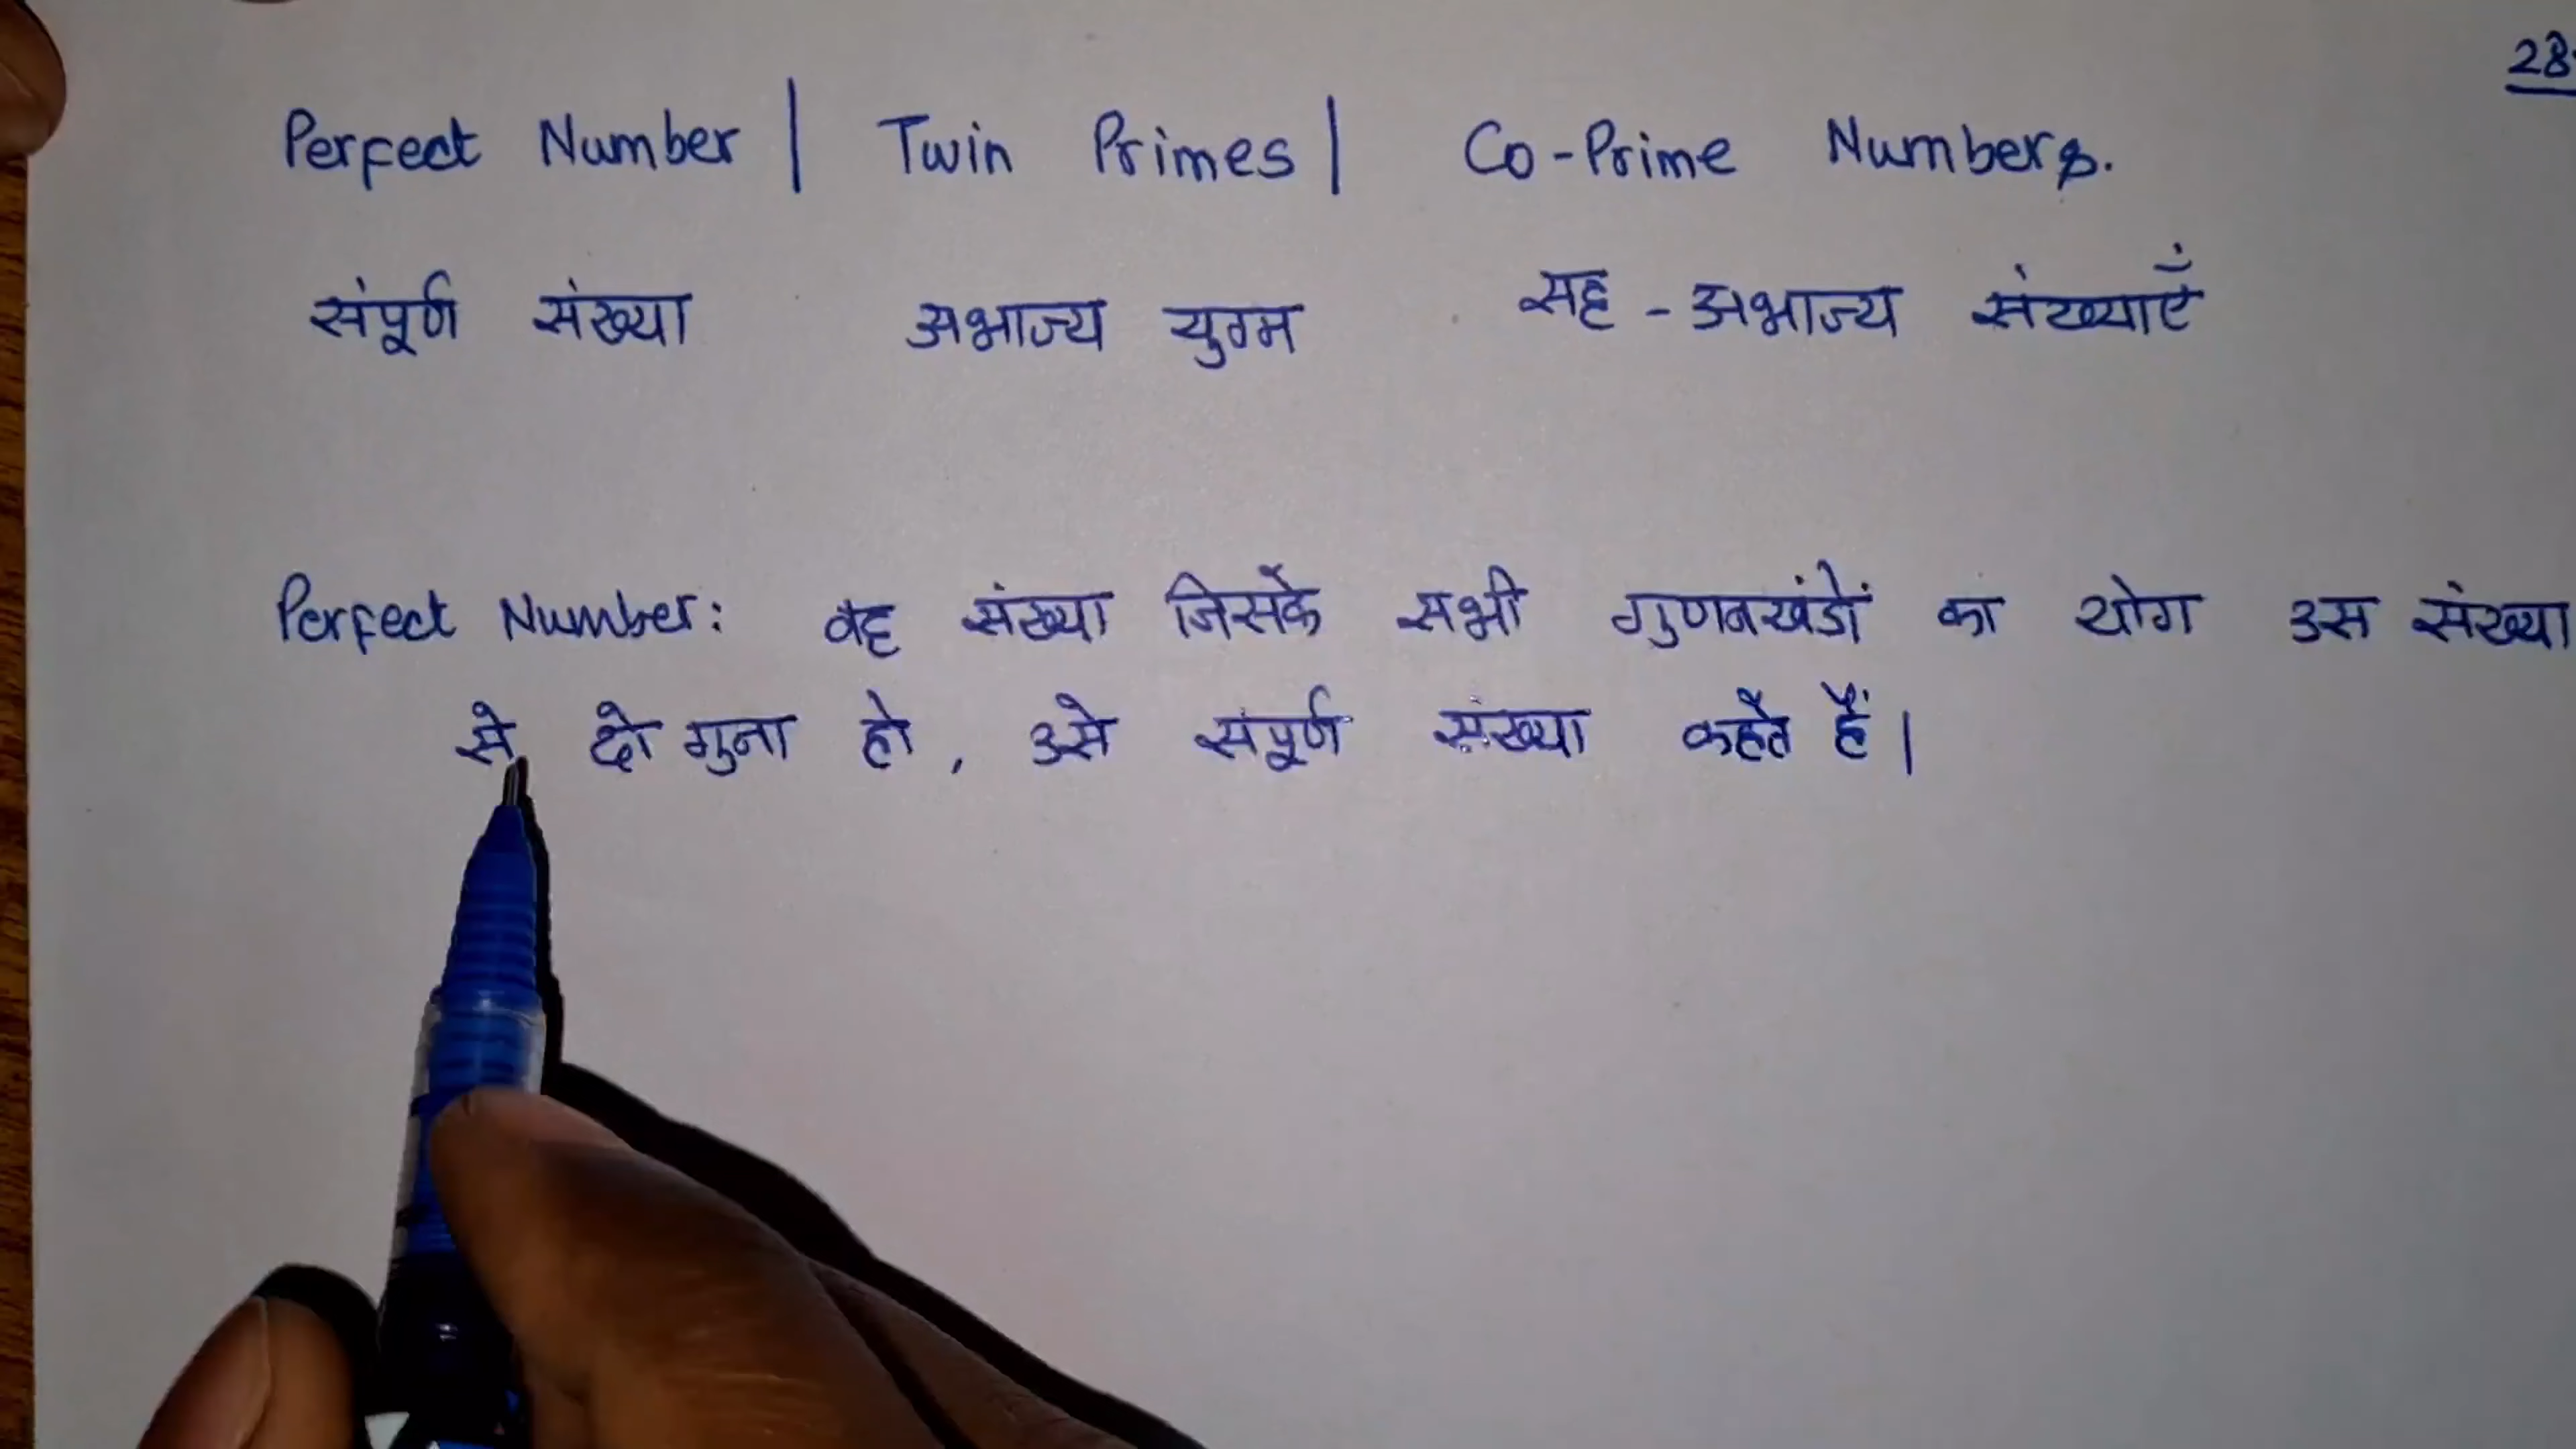 28
Perfect Number | Twin Primes | Co-Prime Numbers.
संपूर्ण संख्या अभाज्य युग्म सह - अभाज्य संख्याएँ
Perfect Number: वह संख्या जिसके सभी गुणनखंडों का योग उस संख्या
से दो गुना हो, उसे संपूर्ण संख्या कहते हैं।